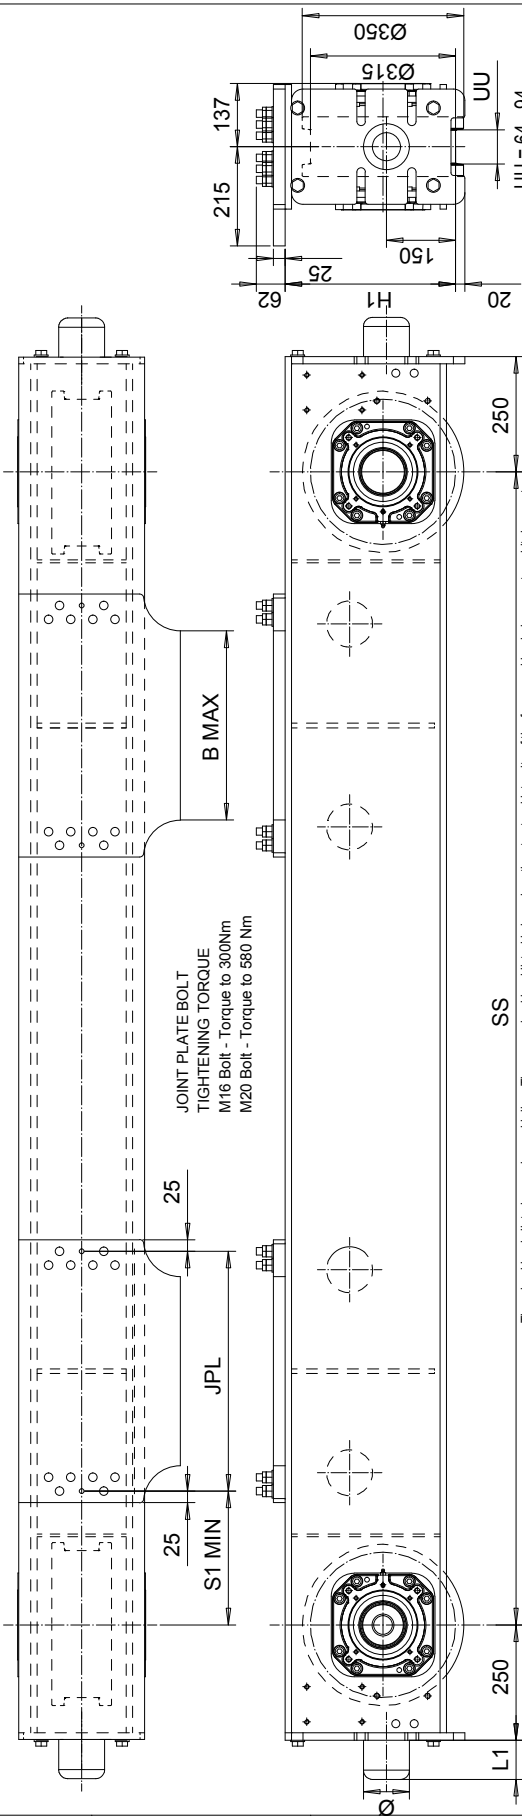 Ø350
Ø315
137
215
UU
UU = 64 - 94
150
25
62
H1
20
250
B MAX
JOINT PLATE BOLT
TIGHTENING TORQUE
M16 Bolt - Torque to 300Nm
M20 Bolt - Torque to 580 Nm
SS
25
JPL
25
S1 MIN
250
L1
Ø